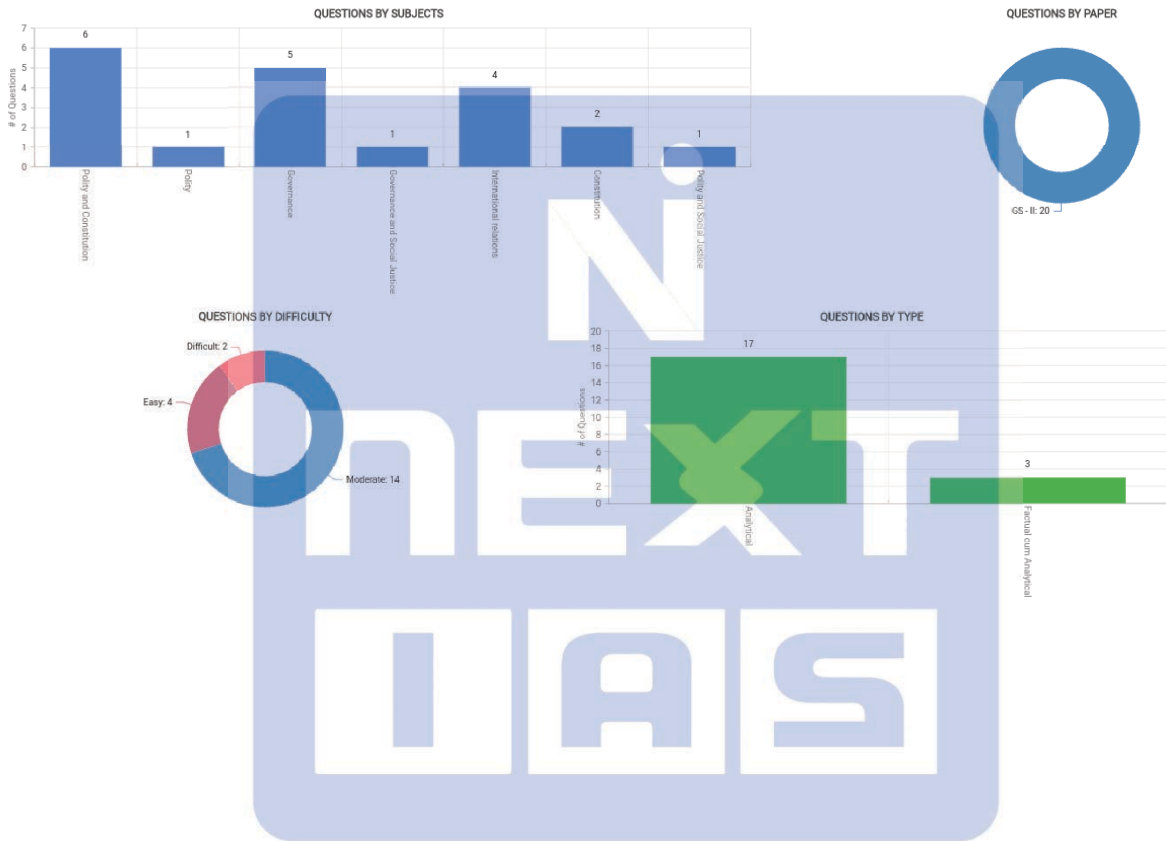 QUESTIONS BY SUBJECTS
# of Questions
7
6
5
4
3
2
1
0
6
1
5
1
4
2
1
Polity and Constitution
Polity
Governance
Governance and Social Justice
International relations
Constitution
Polity and Social Justice
QUESTIONS BY PAPER
GS - II: 20
QUESTIONS BY DIFFICULTY
Difficult: 2
Easy: 4
Moderate: 14
QUESTIONS BY TYPE
# of Questions
20
18
16
14
12
10
8
6
4
2
0
17
3
Analytical
Factual cum Analytical
N
NEXT
IAS